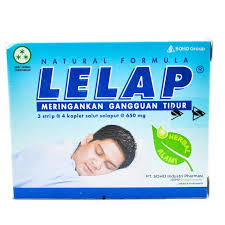 SOHO Group
NATURAL FORMULA
LELAP®
MERINGANKAN GANGGUAN TIDUR
3 strip @ 4 kaplet salut selaput @ 650 mg
HERBAL
ALAMI
PT. SOHO Industri Pharmasi